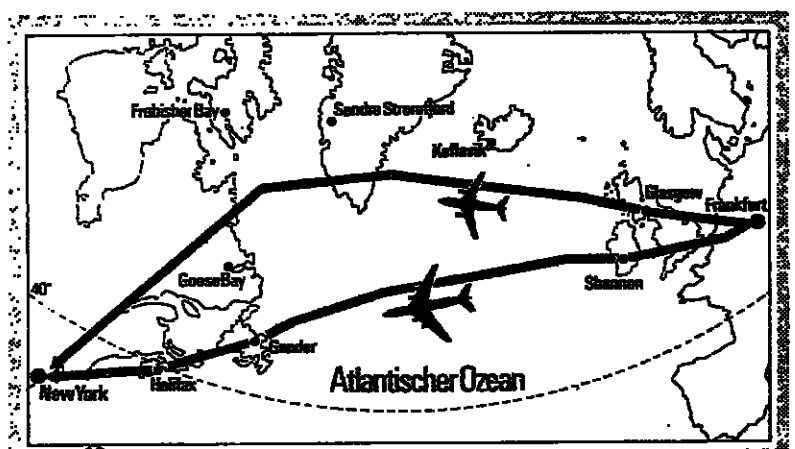 Frobisher Bay
Sondre Stromfjord
Keflavik
Glasgow
Frankfurt
Goose Bay
Shannon
40°
Gander
New York
Halifax
Atlantischer Ozean